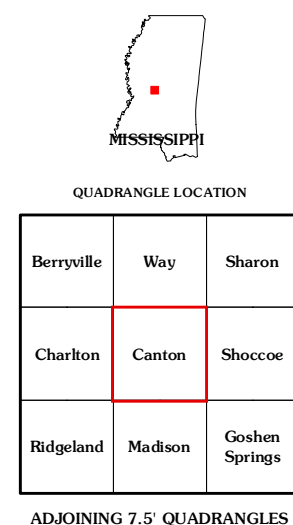 MISSISSIPPI
QUADRANGLE LOCATION
Berryville
Way
Sharon
Charlton
Canton
Shoccoe
Ridgeland
Madison
Goshen
Springs
ADJOINING 7.5' QUADRANGLES